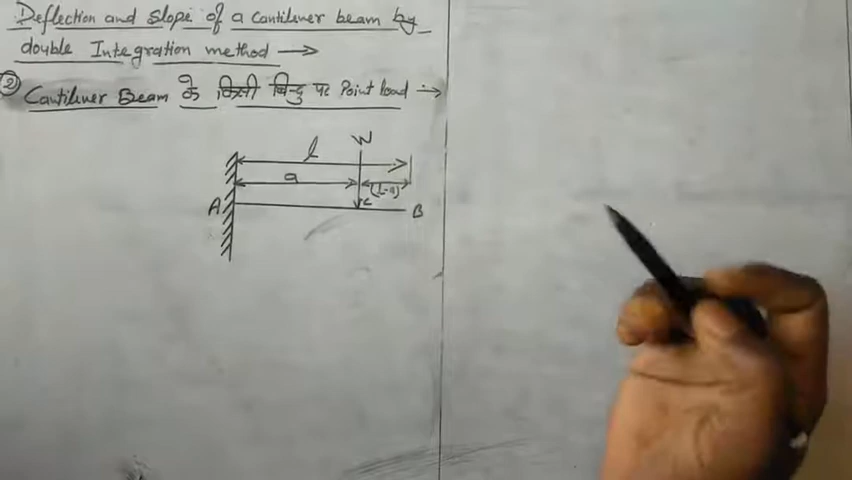 Deflection and Slope of a Cantilever beam by
double Integration method →
② Cantilever Beam के किसी बिन्दु पर Point load →
W
l
a
(l-a)
A
C
B